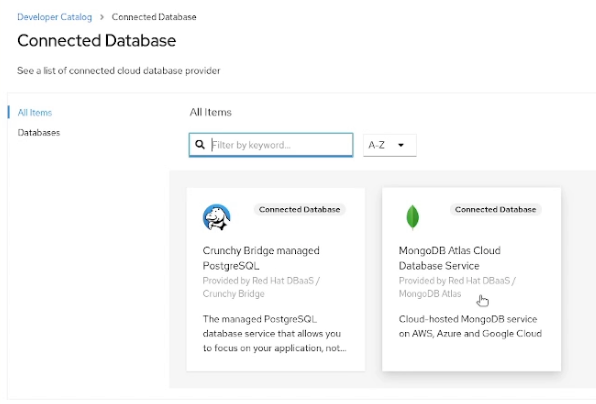 Developer Catalog > Connected Database
Connected Database
See a list of connected cloud database provider
All Items
Databases
All Items
Filter by keyword...
A-Z
Connected Database
Crunchy Bridge managed
PostgreSQL
Provided by Red Hat DBaaS /
Crunchy Bridge
The managed PostgreSQL
database service that allows you
to focus on your application, not...
Connected Database
MongoDB Atlas Cloud
Database Service
Provided by Red Hat DBaaS /
MongoDB Atlas
Cloud-hosted MongoDB service
on AWS, Azure and Google Cloud